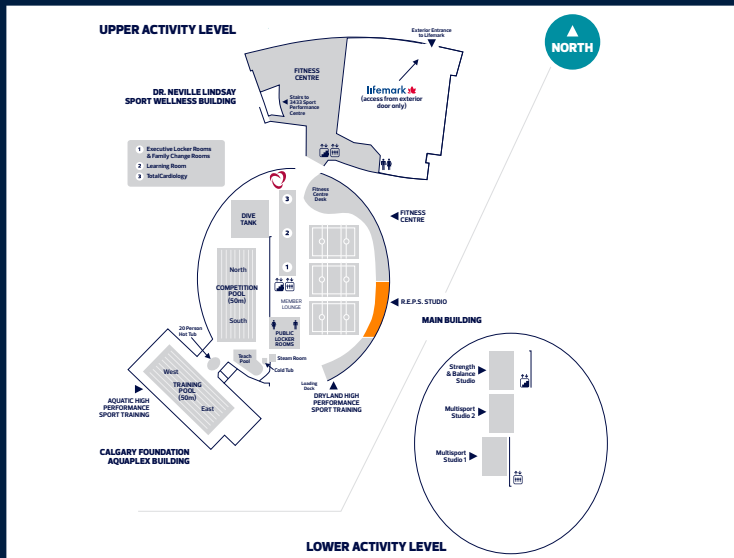 UPPER ACTIVITY LEVEL
Exterior Entrance
to Lifemark
NORTH
FITNESS
CENTRE
lifemark
(access from exterior
door only)
DR. NEVILLE LINDSAY
SPORT WELLNESS BUILDING
Stairs to
3433 Sport
Performance
Centre
1 Executive Locker Rooms
& Family Change Rooms
2 Learning Room
3 TotalCardiology
Fitness
Centre
Desk
3
DIVE
TANK
FITNESS
CENTRE
2
North
1
COMPETITION
POOL
(50m)
MEMBER
LOUNGE
R.E.P.S. STUDIO
South
MAIN BUILDING
20 Person
Hot Tub
PUBLIC
LOCKER
ROOMS
Teach
Pool
Steam Room
Cold Tub
West
TRAINING
POOL
(50m)
East
Loading
Dock
DRYLAND HIGH
PERFORMANCE
SPORT TRAINING
AQUATIC HIGH
PERFORMANCE
SPORT TRAINING
CALGARY FOUNDATION
AQUAPLEX BUILDING
Strength
& Balance
Studio
Multisport
Studio 2
Multisport
Studio 1
LOWER ACTIVITY LEVEL